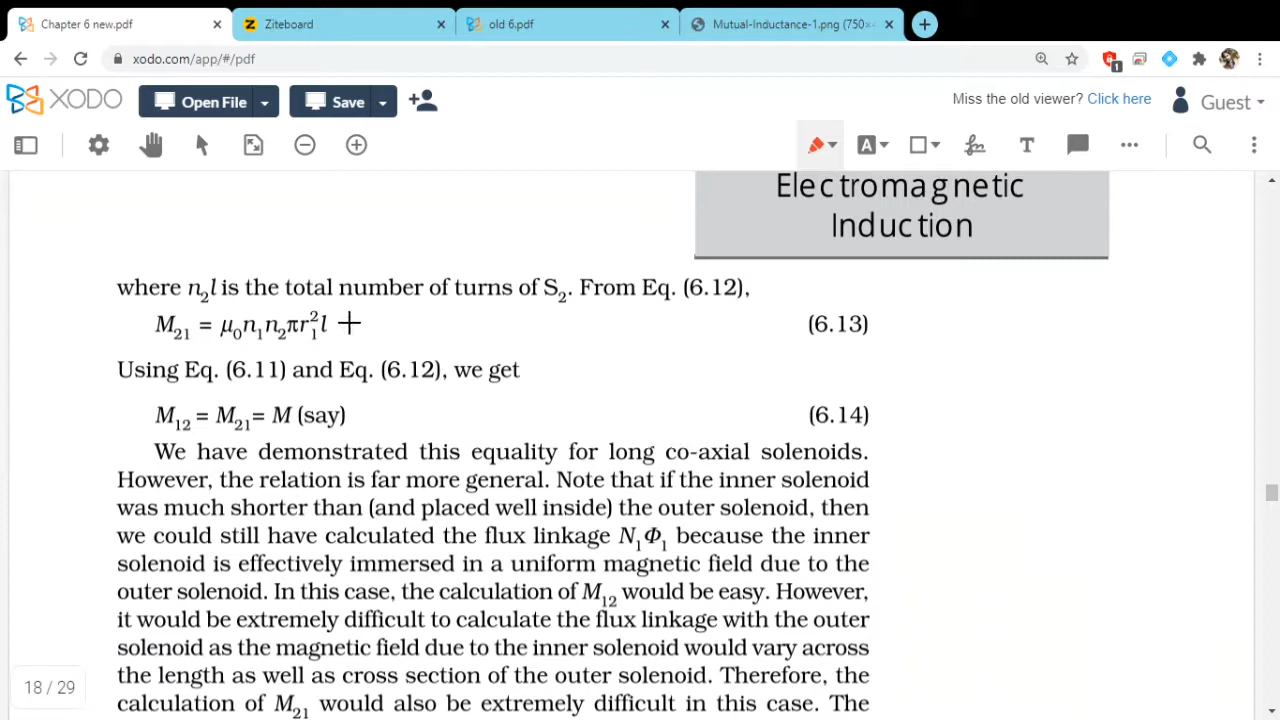 Chapter 6 new.pdf
Ziteboard
old 6.pdf
Mutual-Inductance-1.png (750×
xodo.com/app/#/pdf
1
XODO
Open File
Save
Miss the old viewer? Click here
Guest
A
T
Electromagnetic
Induction
where n₂l is the total number of turns of S₂. From Eq. (6.12),
M₂₁ = μ₀n₁n₂πr₁²l (6.13)
Using Eq. (6.11) and Eq. (6.12), we get
M₁₂ = M₂₁= M (say) (6.14)
We have demonstrated this equality for long co-axial solenoids.
However, the relation is far more general. Note that if the inner solenoid
was much shorter than (and placed well inside) the outer solenoid, then
we could still have calculated the flux linkage N₁Φ₁ because the inner
solenoid is effectively immersed in a uniform magnetic field due to the
outer solenoid. In this case, the calculation of M₁₂ would be easy. However,
it would be extremely difficult to calculate the flux linkage with the outer
solenoid as the magnetic field due to the inner solenoid would vary across
the length as well as cross section of the outer solenoid. Therefore, the
calculation of M₂₁ would also be extremely difficult in this case. The
18 / 29